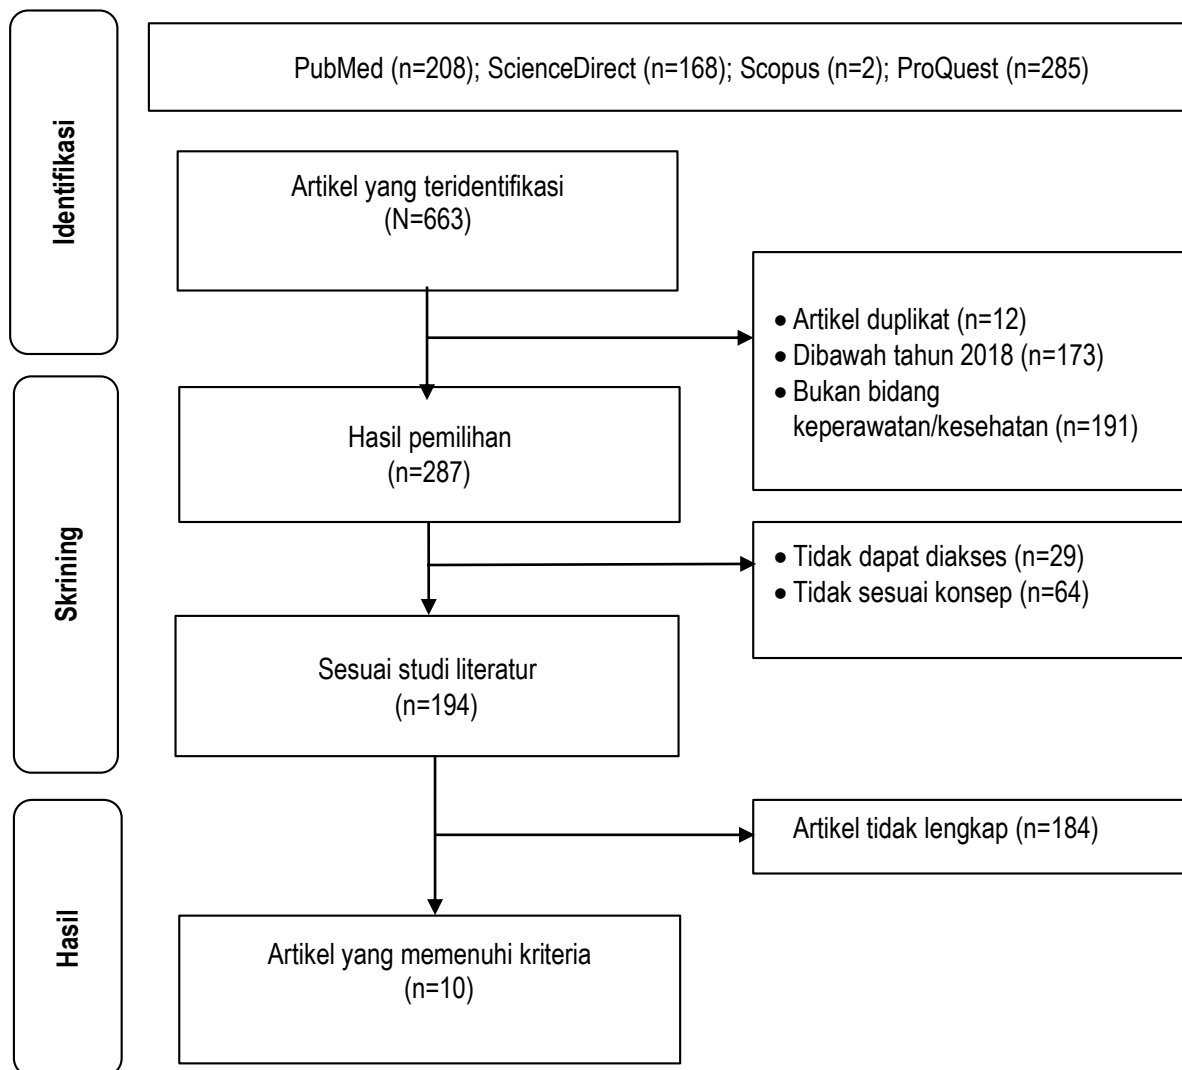 Identifikasi
PubMed (n=208); ScienceDirect (n=168); Scopus (n=2); ProQuest (n=285)
Artikel yang teridentifikasi
(N=663)
• Artikel duplikat (n=12)
• Dibawah tahun 2018 (n=173)
• Bukan bidang
keperawatan/kesehatan (n=191)
Skrining
Hasil pemilihan
(n=287)
• Tidak dapat diakses (n=29)
• Tidak sesuai konsep (n=64)
Sesuai studi literatur
(n=194)
Hasil
Artikel tidak lengkap (n=184)
Artikel yang memenuhi kriteria
(n=10)